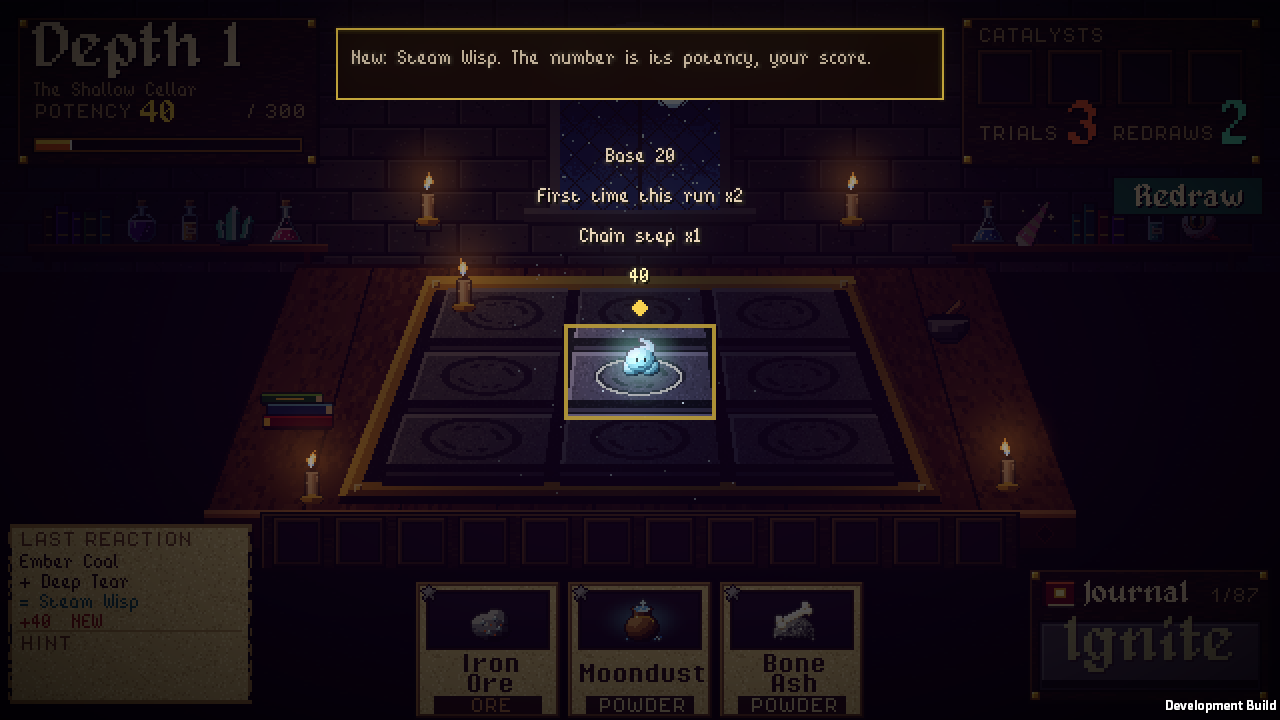 Depth 1
The Shallow Cellar
POTENCY 40 / 300
New: Steam Wisp. The number is its potency, your score.
CATALYSTS
TRIALS 3 REDRAWS 2
Redraw
Base 20
First time this run x2
Chain step x1
40
LAST REACTION
Ember Coal
+ Deep Tear
= Steam Wisp
+40 NEW
HINT
Iron
Ore
ORE
Moondust
POWDER
Bone
Ash
POWDER
Journal 1/87
Ignite
Development Build